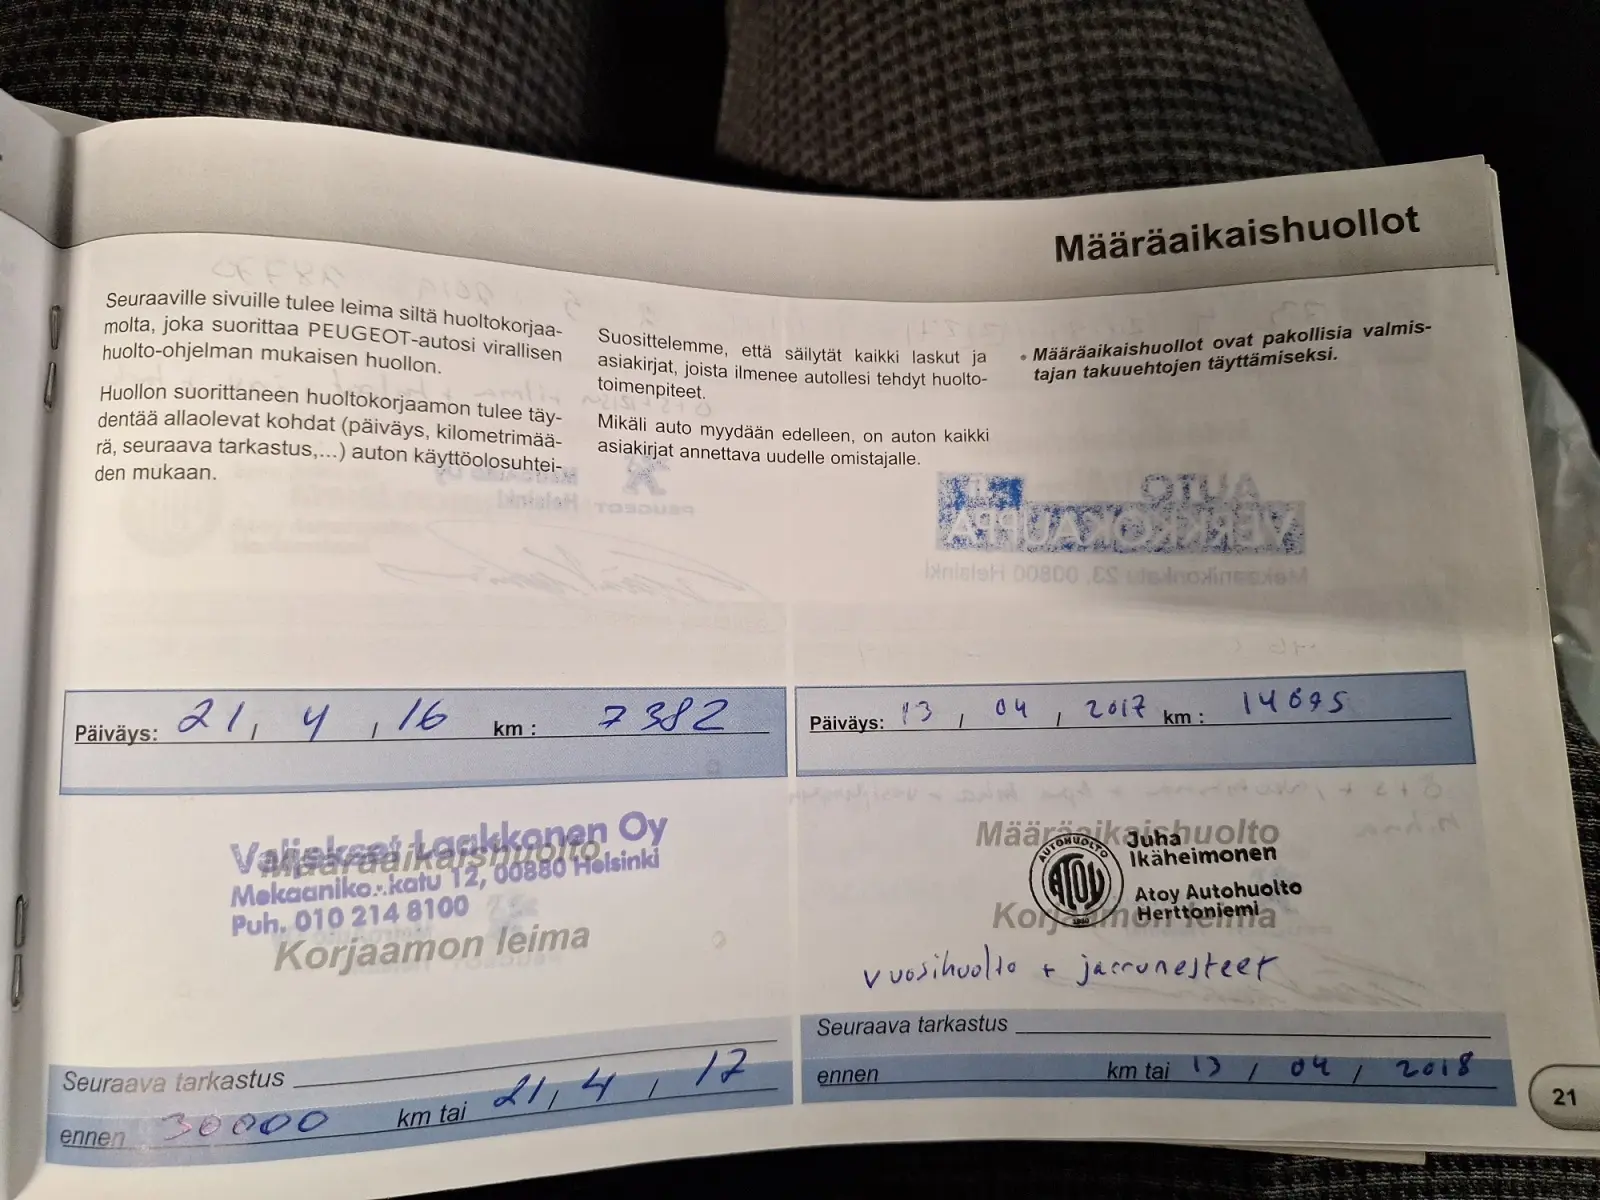 Määräaikaishuollot
Seuraaville sivuille tulee leima siltä huoltokorjaa-
molta, joka suorittaa PEUGEOT-autosi virallisen
huolto-ohjelman mukaisen huollon.
Huollon suorittaneen huoltokorjaamon tulee täy-
dentää allaolevat kohdat (päiväys, kilometrimää-
rä, seuraava tarkastus,...) auton käyttöolosuhtei-
den mukaan.
Suosittelemme, että säilytät kaikki laskut ja
asiakirjat, joista ilmenee autollesi tehdyt huolto-
toimenpiteet.
Mikäli auto myydään edelleen, on auton kaikki
asiakirjat annettava uudelle omistajalle.
• Määräaikaishuollot ovat pakollisia valmis-
tajan takuuehtojen täyttämiseksi.
Päiväys: 21, 4, 16 km : 7382
Määräaikaishuolto
Laakkonen Oy
katu 12, 00880 Helsinki
Puh. 010 214 8100
Korjaamon leima
Seuraava tarkastus
ennen 30000 km tai 21, 4, 17
Päiväys: 13, 04, 2017 km : 14695
Määräaikaishuolto
AUTOHUOLTO
ATOY
Juha
Ikäheimonen
Atoy Autohuolto
Herttoniemi
Korjaamon leima
vuosihuolto + jarrunesteet
Seuraava tarkastus
ennen km tai 13, 04, 2018
21